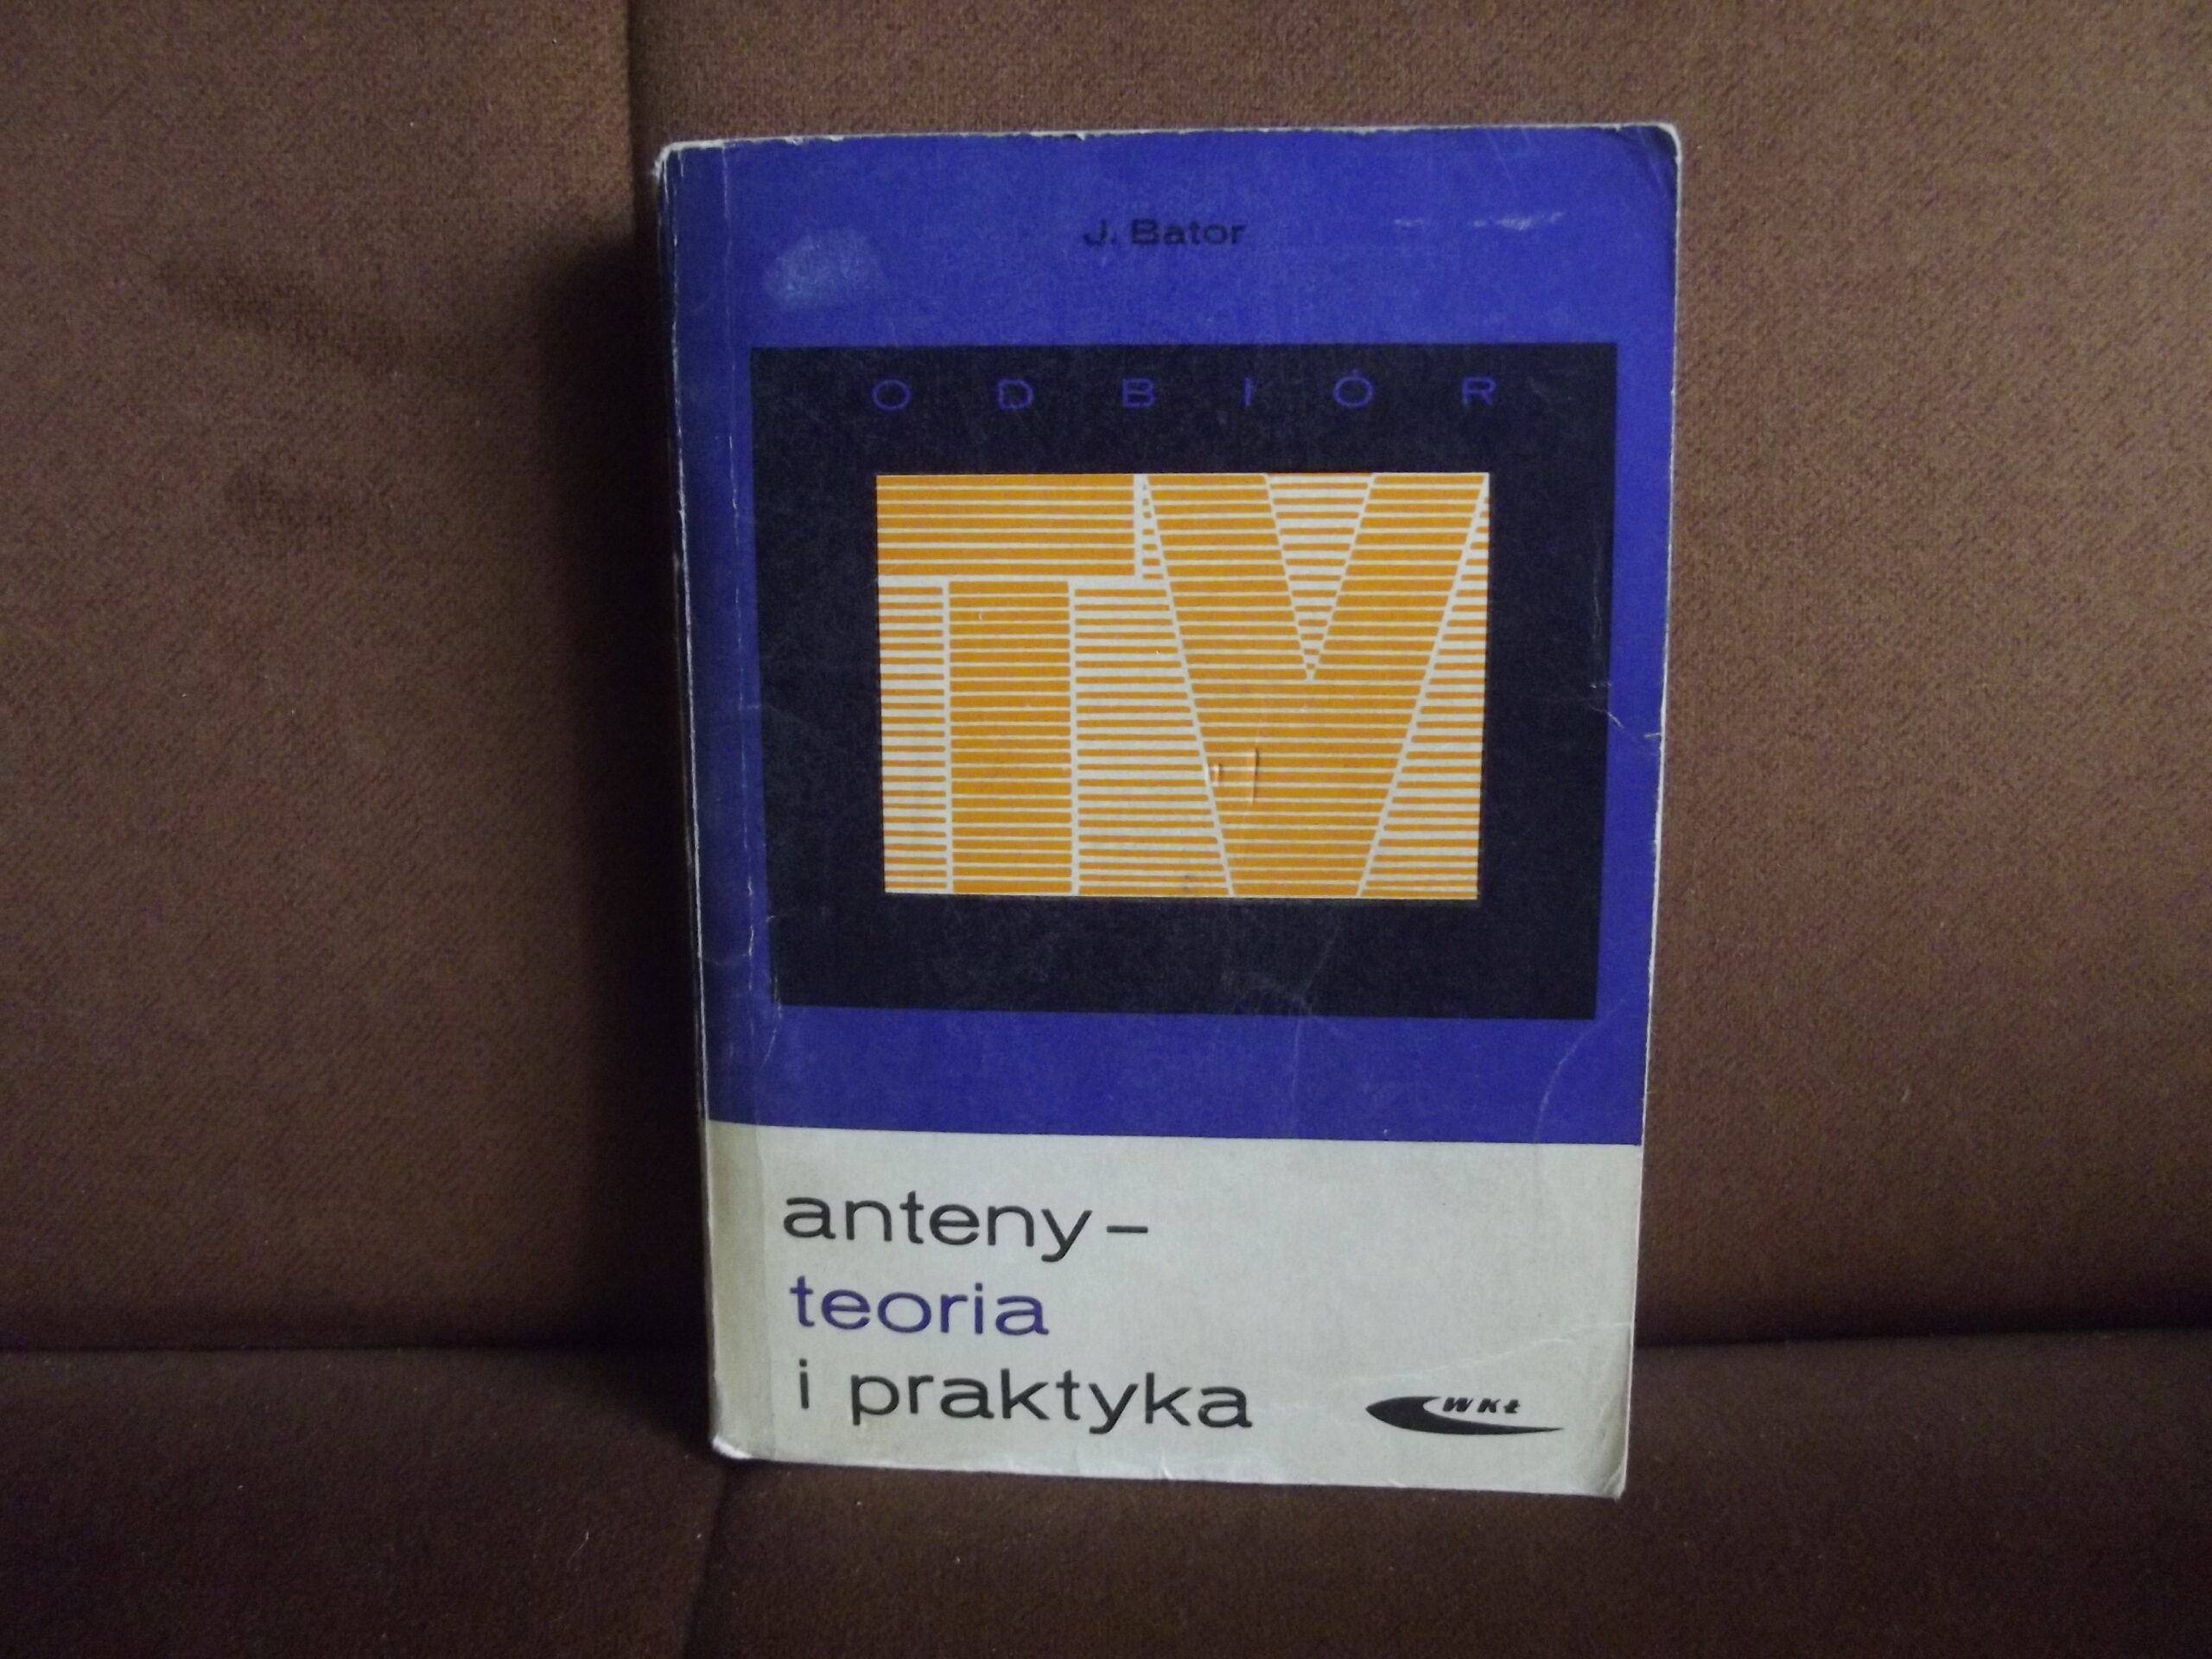 J. Bator
ODBIÓR
TV
anteny-
teoria
i praktyka
WKŁ